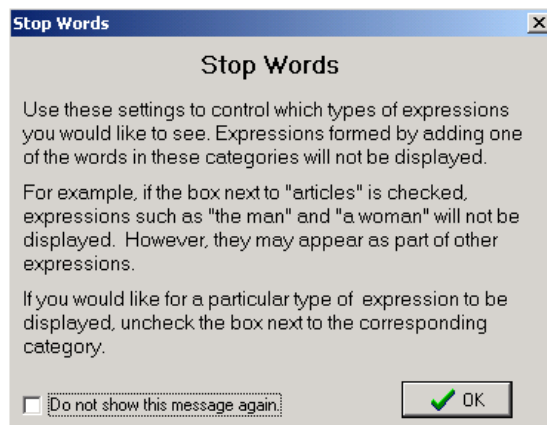 Stop Words
Stop Words
Use these settings to control which types of expressions
you would like to see. Expressions formed by adding one
of the words in these categories will not be displayed.
For example, if the box next to "articles" is checked,
expressions such as "the man" and "a woman" will not be
displayed.  However, they may appear as part of other
expressions.
If you would like for a particular type of  expression to be
displayed, uncheck the box next to the corresponding
category.
Do not show this message again.
OK